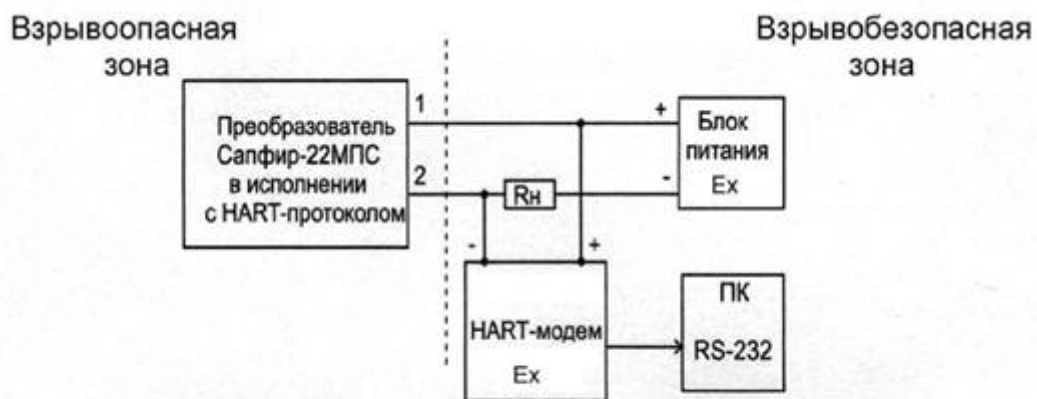 Взрывоопасная
зона
Взрывобезопасная
зона
Преобразователь
Сапфир-22МПС
в исполнении
с HART-протоколом
1
2
Rн
+
-
Блок
питания
Ex
-
+
HART-модем
Ex
ПК
RS-232